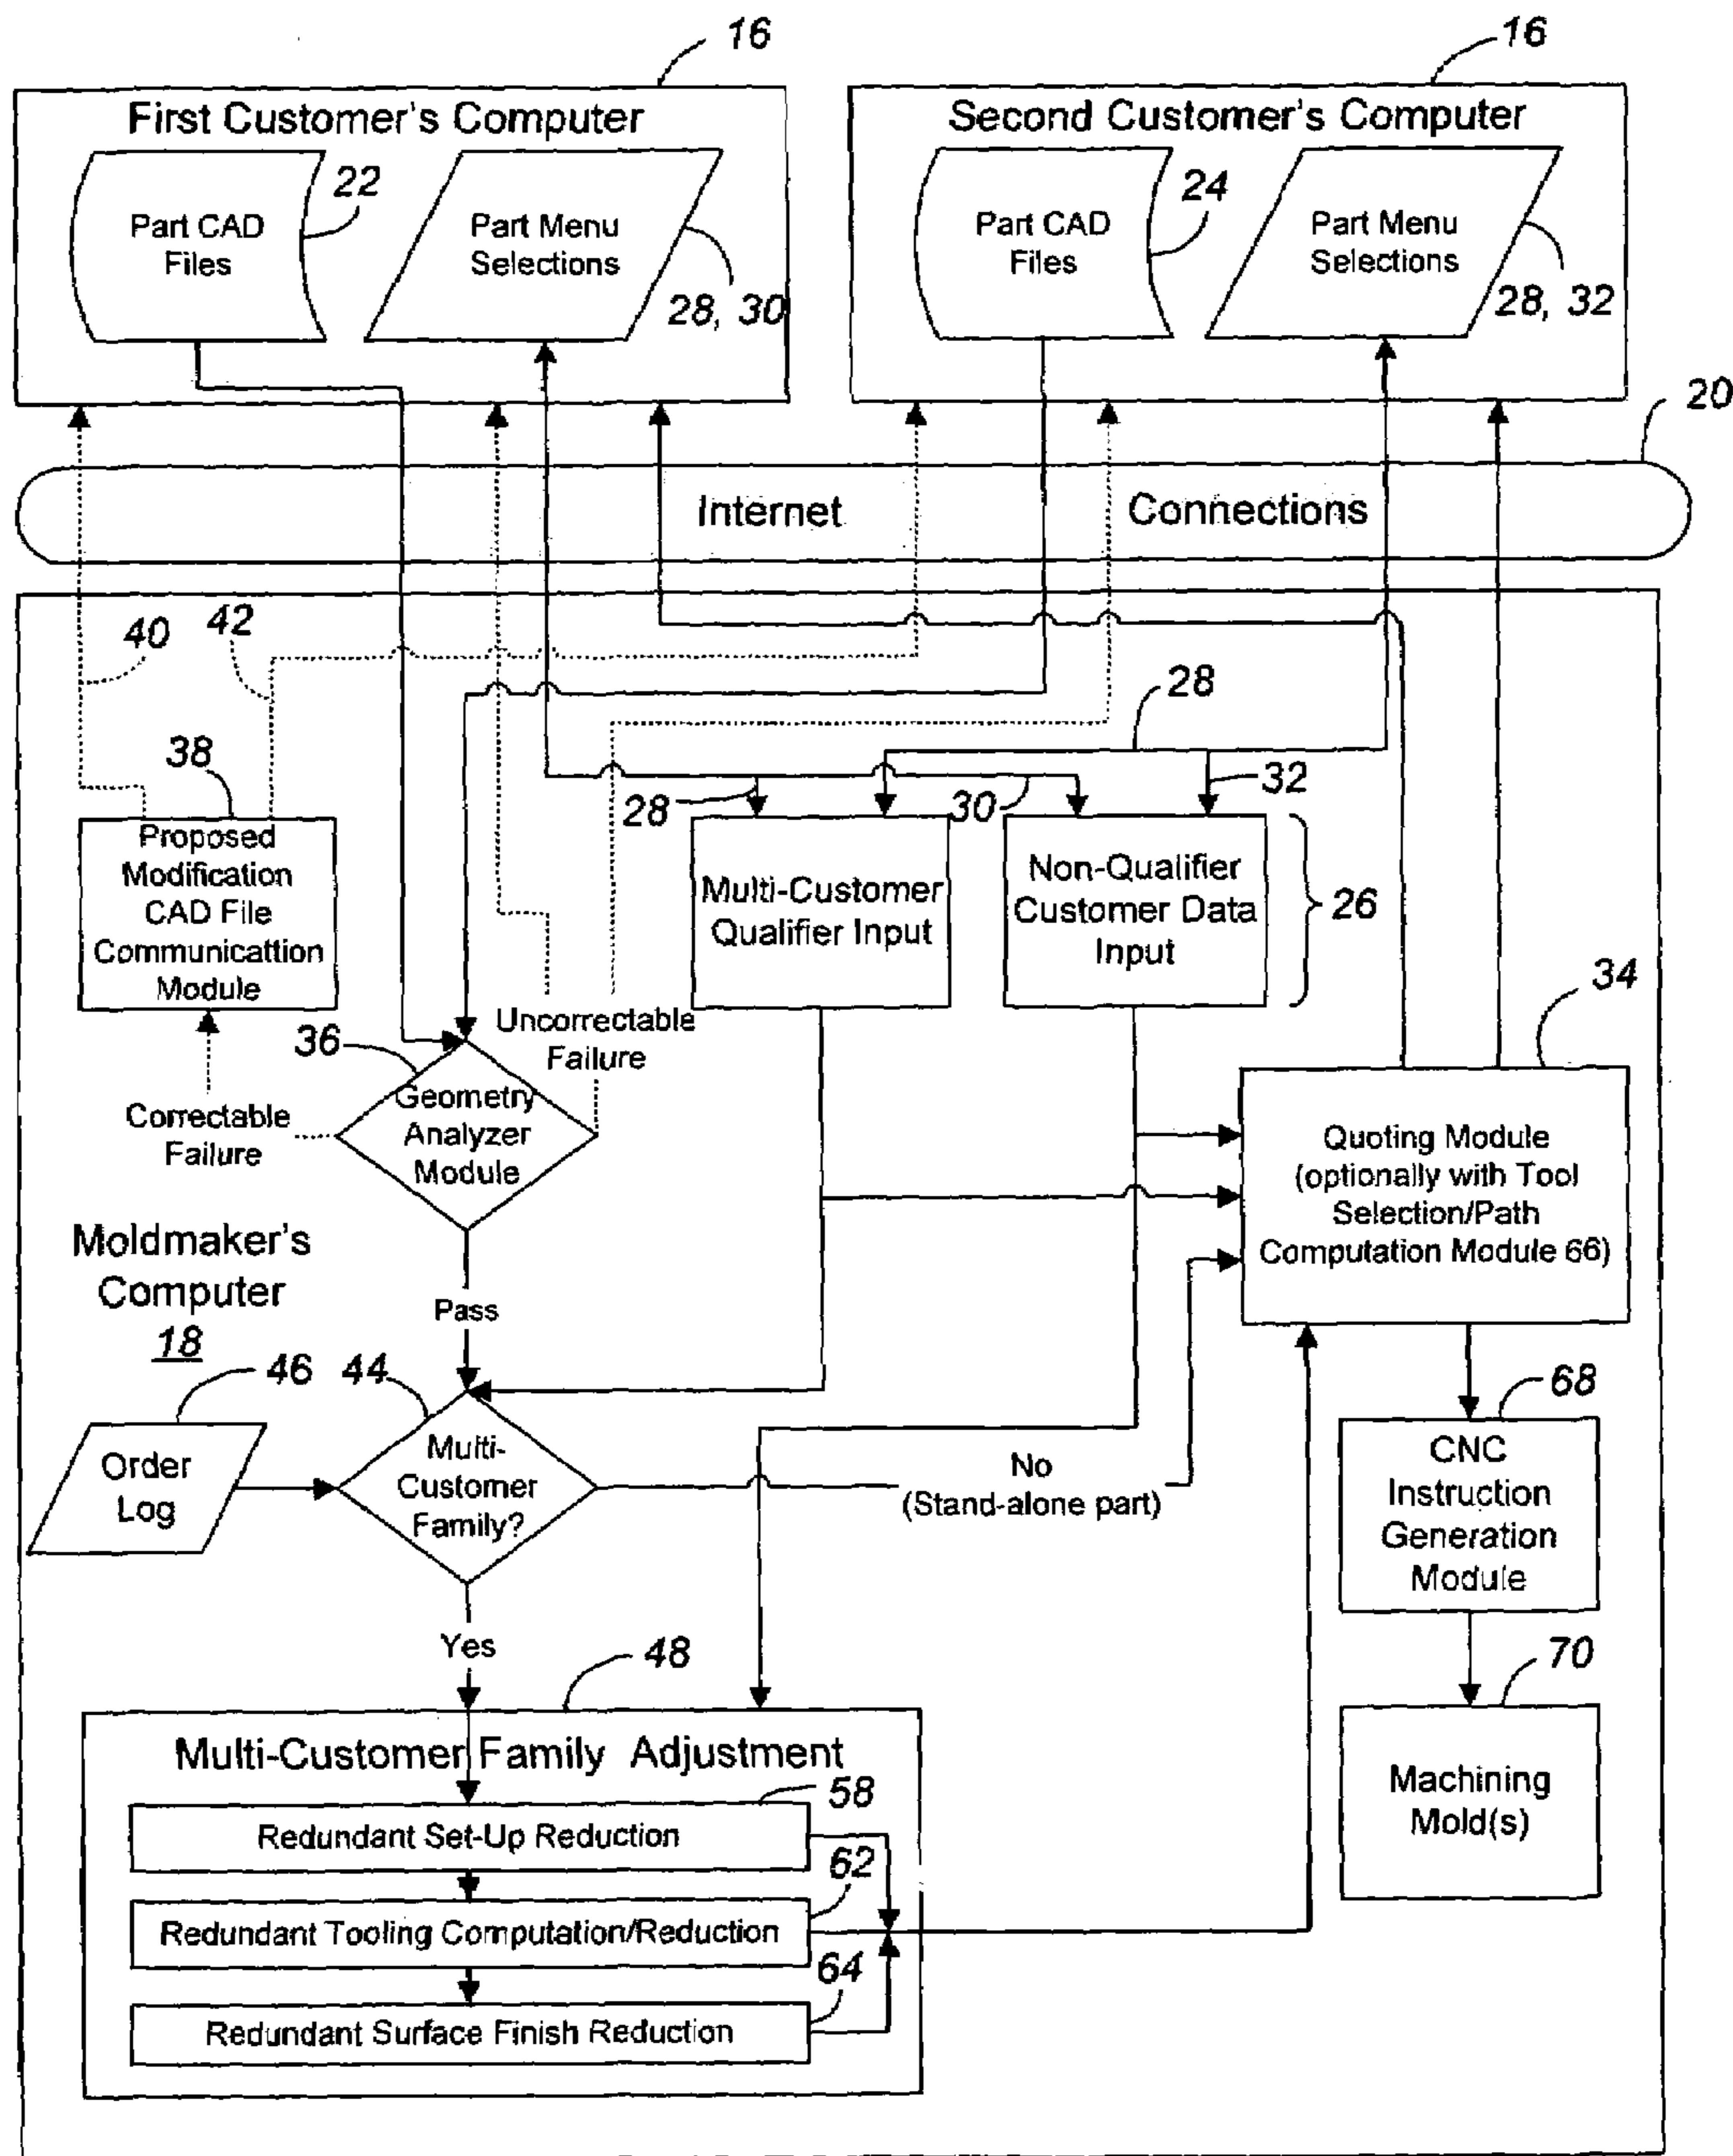 16
16
First Customer's Computer
Second Customer's Computer
22
Part CAD
Files
Part Menu
Selections
28, 30
24
Part CAD
Files
Part Menu
Selections
28, 32
20
Internet
Connections
40
42
28
38
28
30
32
Proposed
Modification
CAD File
Communicattion
Module
Multi-Customer
Qualifier Input
Non-Qualifier
Customer Data
Input
26
34
Uncorrectable
Failure
36
Geometry
Analyzer
Module
Correctable
Failure
Quoting Module
(optionally with Tool
Selection/Path
Computation Module 66)
Moldmaker's
Computer
18
Pass
46
44
68
Order
Log
Multi-
Customer
Family?
No
(Stand-alone part)
CNC
Instruction
Generation
Module
Yes
48
70
Multi-Customer Family Adjustment
58
Redundant Set-Up Reduction
Machining
Mold(s)
62
Redundant Tooling Computation/Reduction
64
Redundant Surface Finish Reduction